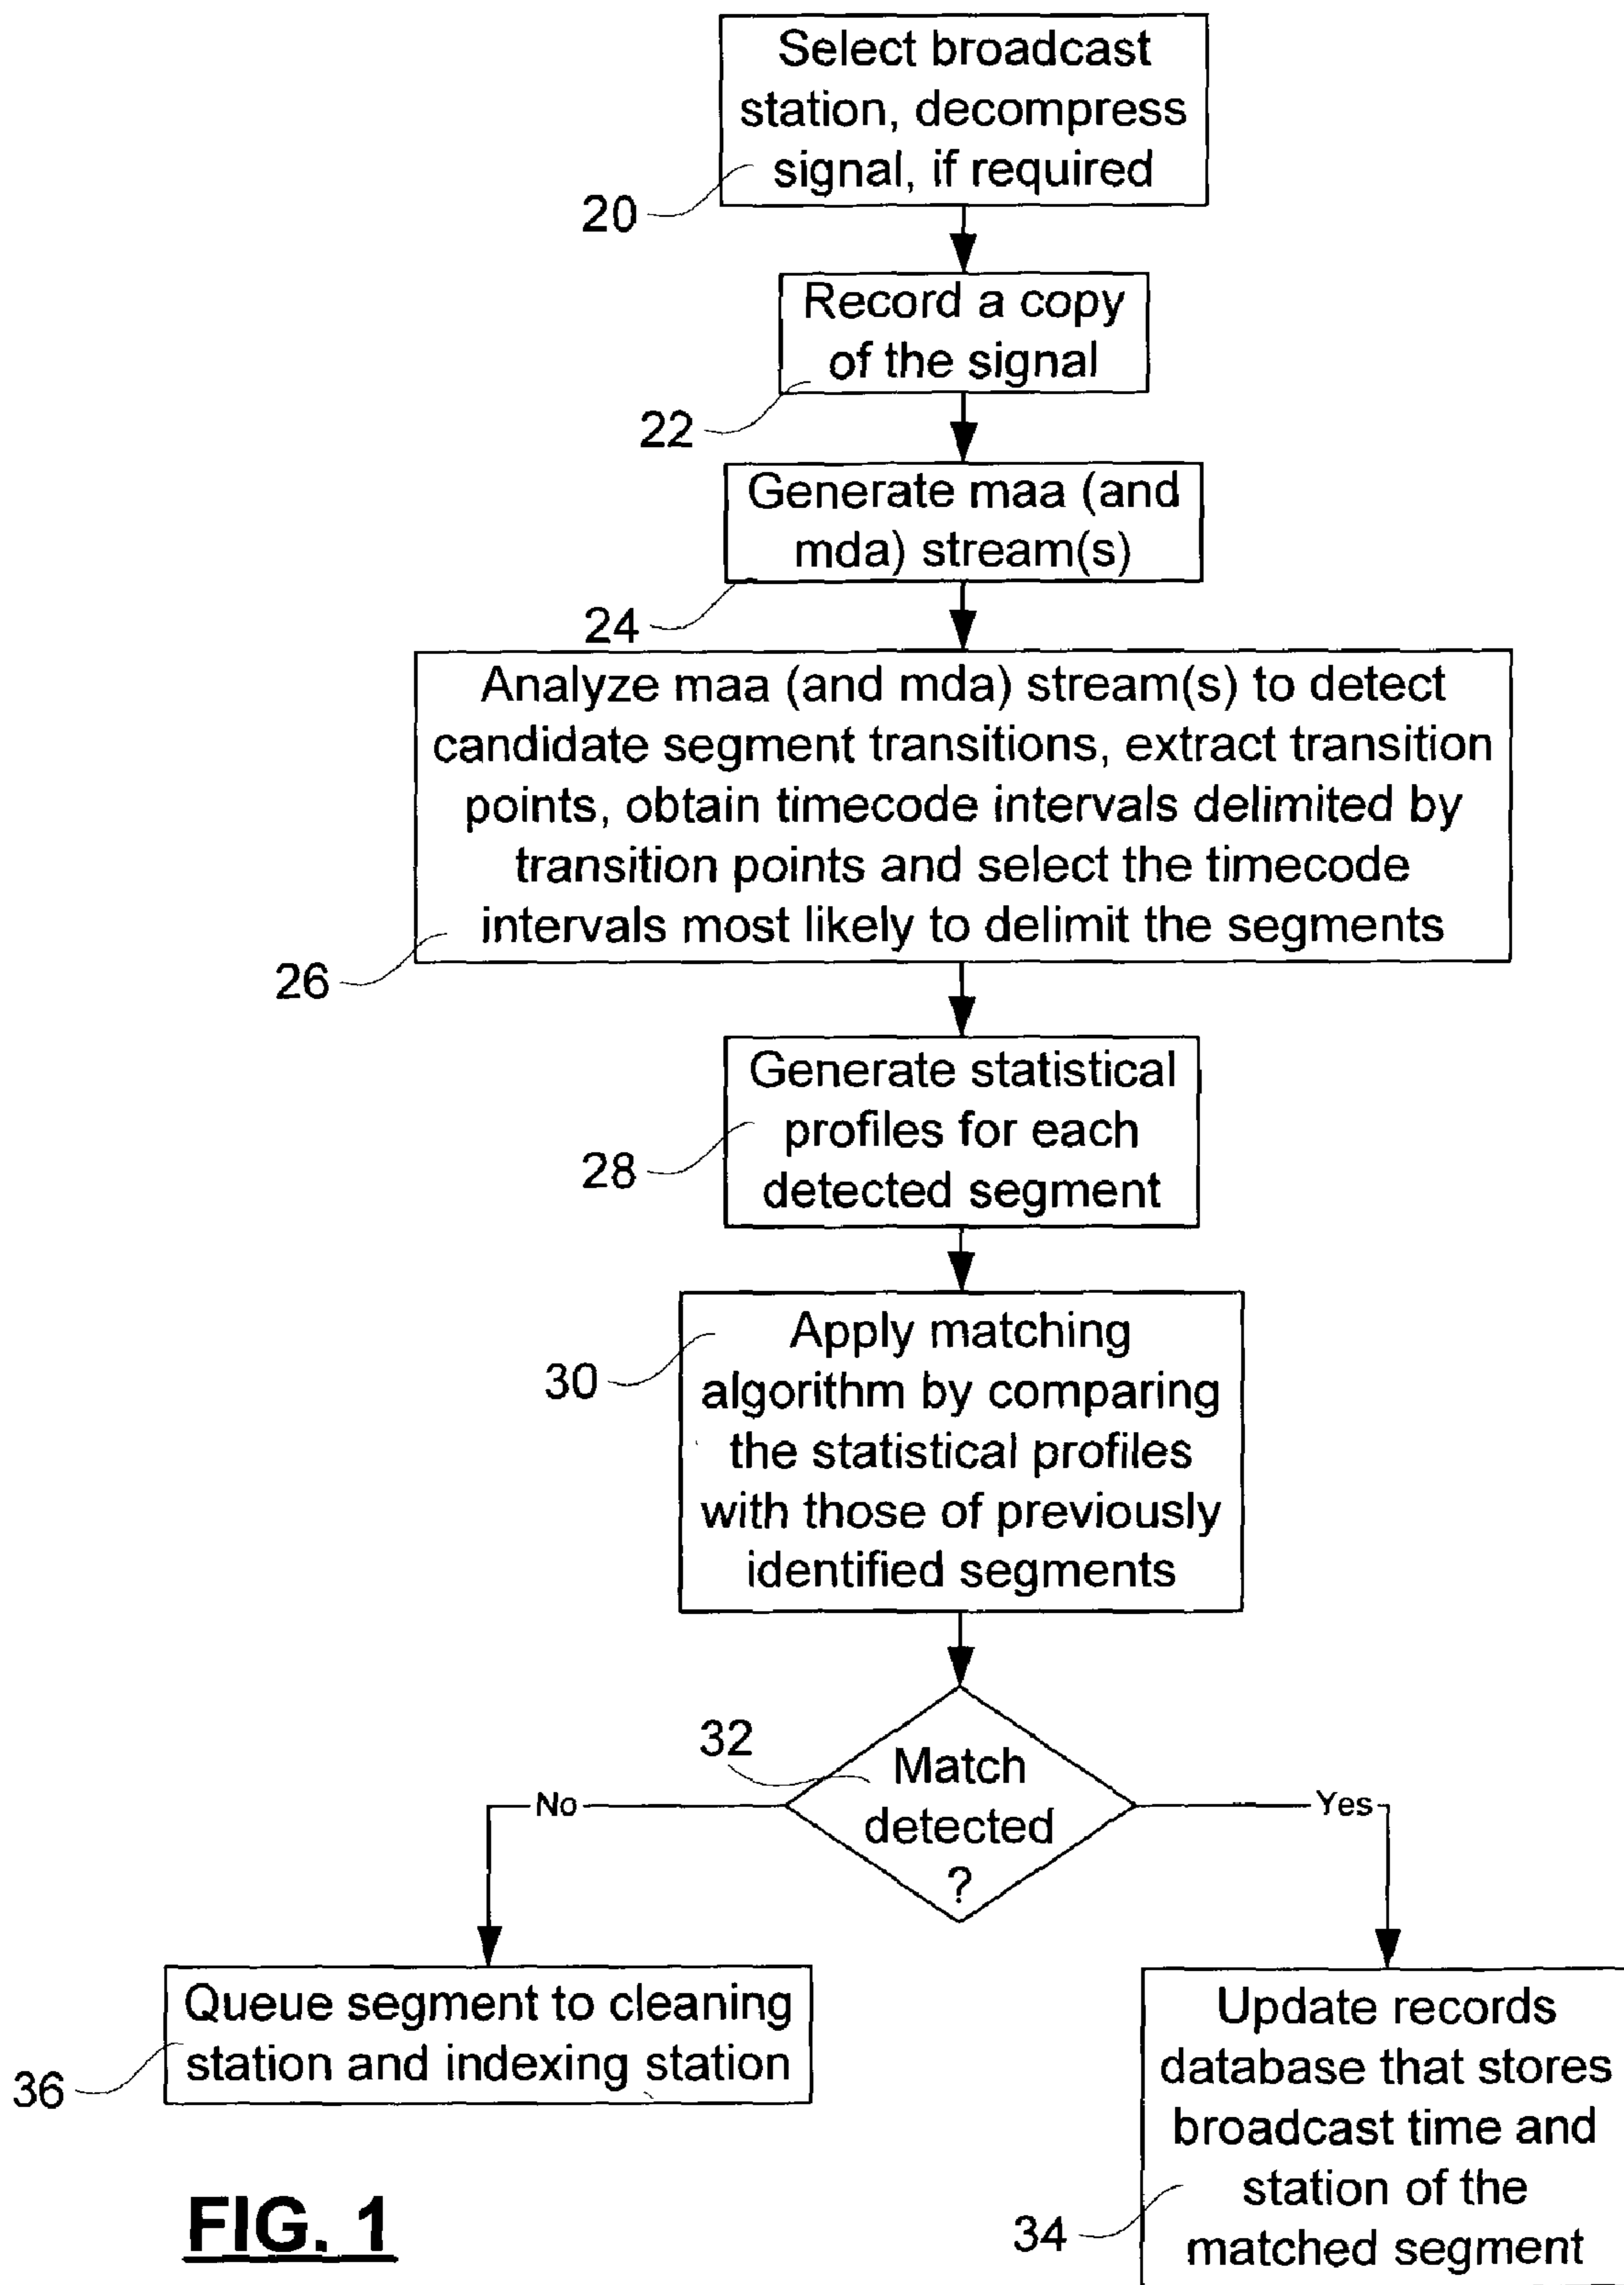 Select broadcast
station, decompress
signal, if required
20
Record a copy
of the signal
22
Generate maa (and
mda) stream(s)
24
Analyze maa (and mda) stream(s) to detect
candidate segment transitions, extract transition
points, obtain timecode intervals delimited by
transition points and select the timecode
intervals most likely to delimit the segments
26
Generate statistical
profiles for each
detected segment
28
Apply matching
algorithm by comparing
the statistical profiles
with those of previously
identified segments
30
32
Match
detected
?
No
Yes
Queue segment to cleaning
station and indexing station
36
Update records
database that stores
broadcast time and
station of the
matched segment
34
FIG. 1